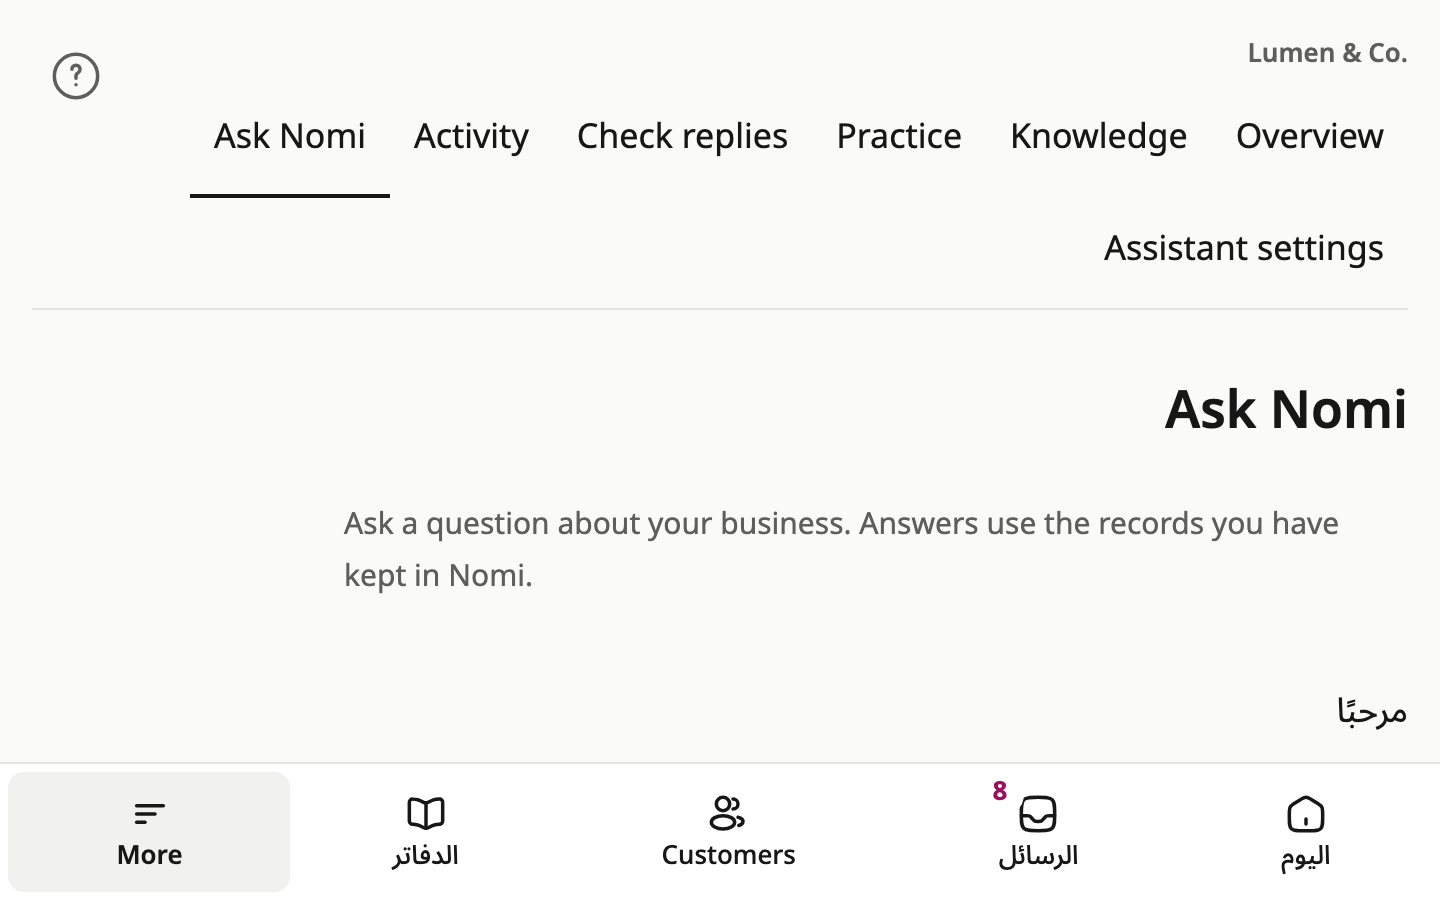 Lumen & Co.
Overview Knowledge Practice Check replies Activity Ask Nomi
Assistant settings
Ask Nomi
Ask a question about your business. Answers use the records you have
kept in Nomi.
مرحبًا
8
اليوم الرسائل Customers الدفاتر More